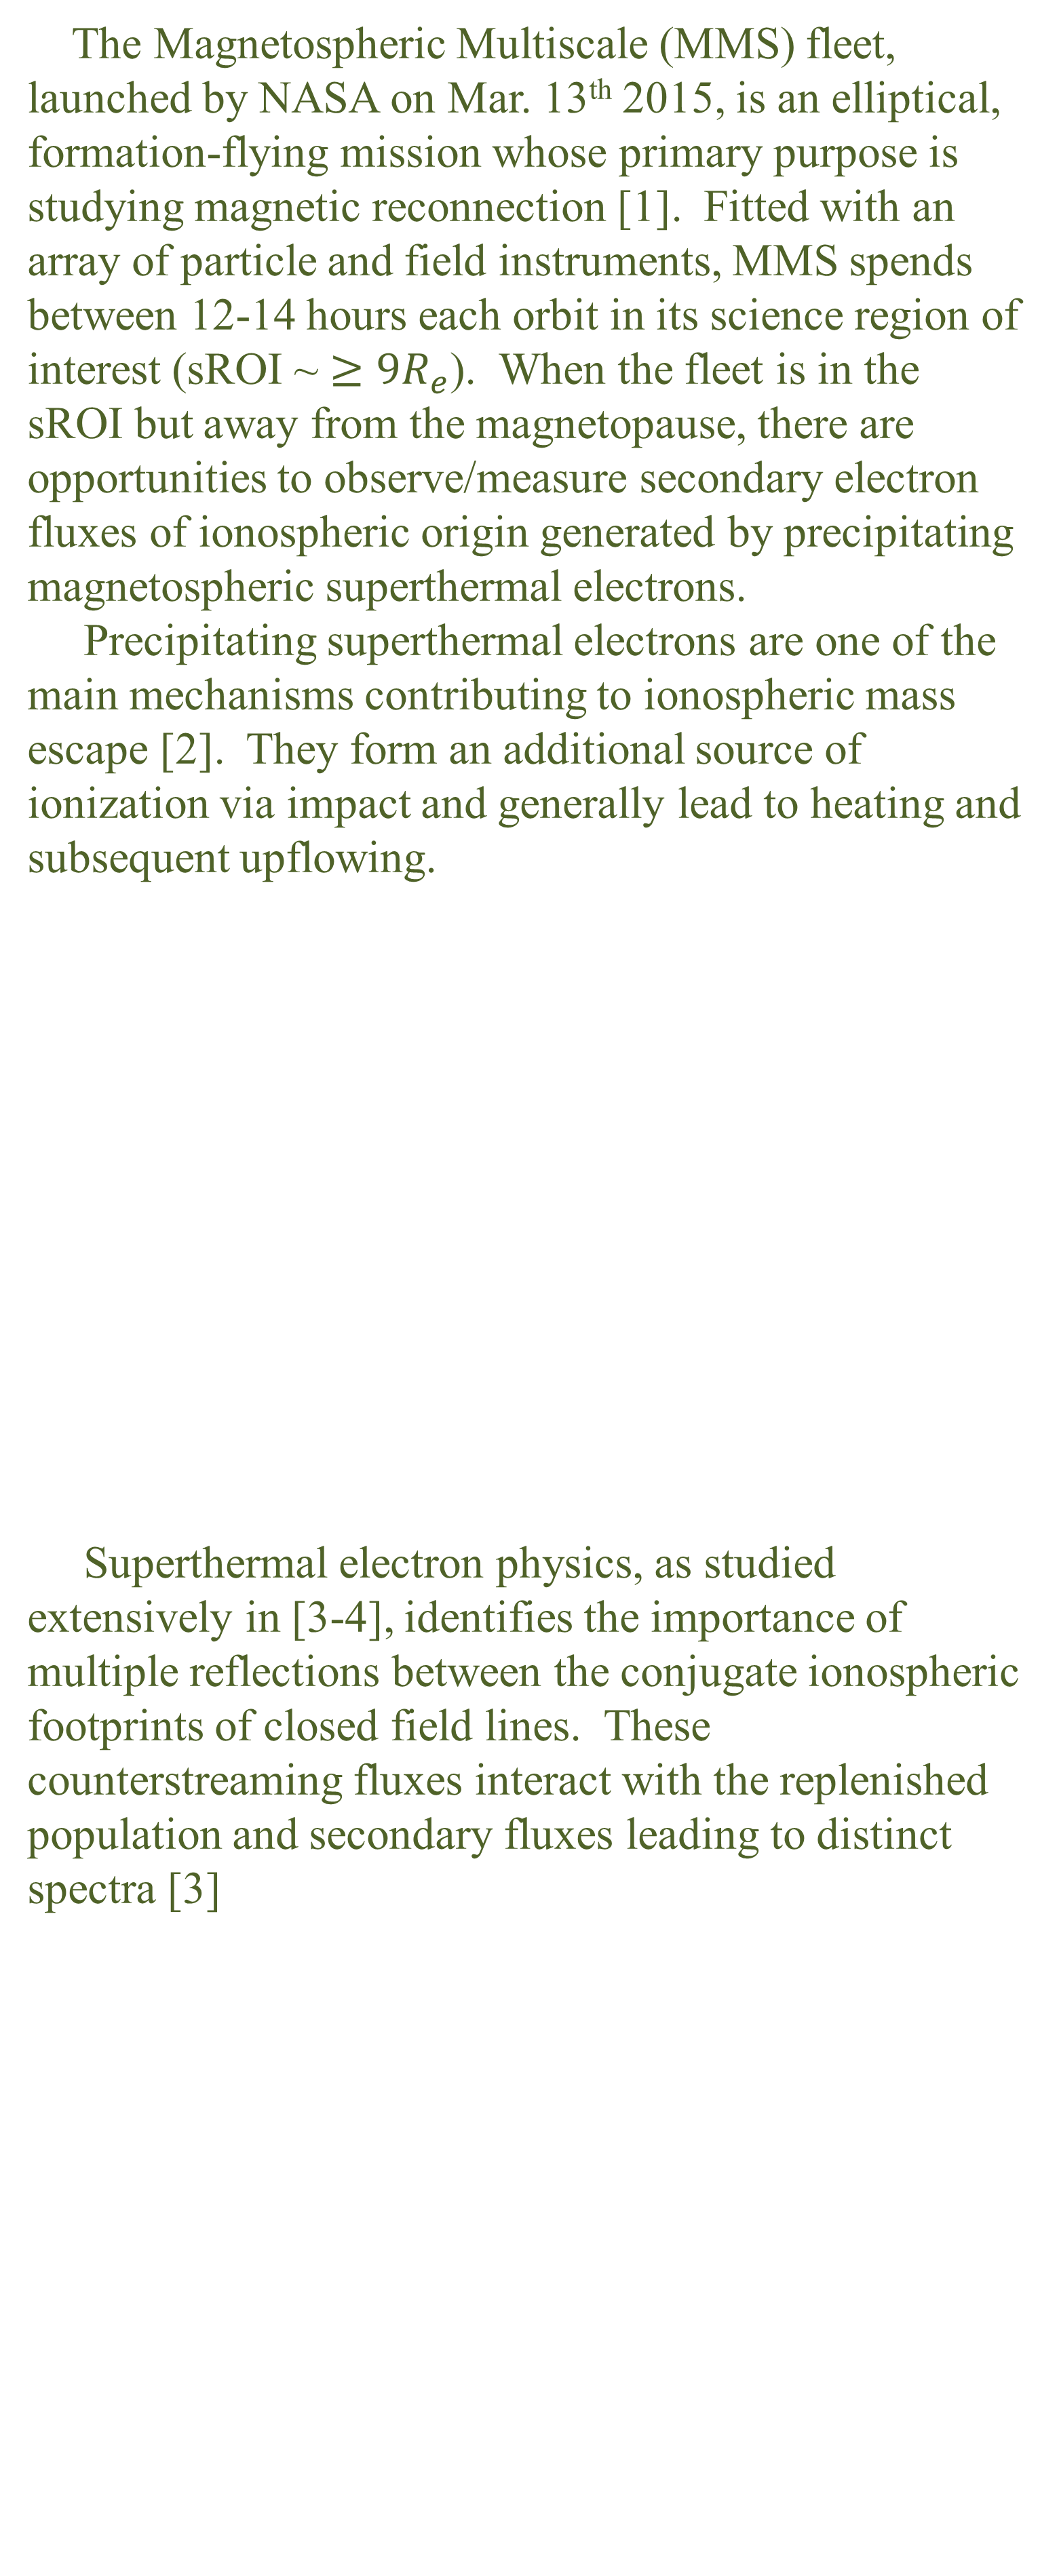 The Magnetospheric Multiscale (MMS) fleet,
launched by NASA on Mar. 13th 2015, is an elliptical,
formation-flying mission whose primary purpose is
studying magnetic reconnection [1].  Fitted with an
array of particle and field instruments, MMS spends
between 12-14 hours each orbit in its science region of
interest (sROI ~ ≥ 9𝑅𝑒).  When the fleet is in the
sROI but away from the magnetopause, there are
opportunities to observe/measure secondary electron
fluxes of ionospheric origin generated by precipitating
magnetospheric superthermal electrons.
Precipitating superthermal electrons are one of the
main mechanisms contributing to ionospheric mass
escape [2].  They form an additional source of
ionization via impact and generally lead to heating and
subsequent upflowing.
Superthermal electron physics, as studied
extensively in [3-4], identifies the importance of
multiple reflections between the conjugate ionospheric
footprints of closed field lines.  These
counterstreaming fluxes interact with the replenished
population and secondary fluxes leading to distinct
spectra [3]